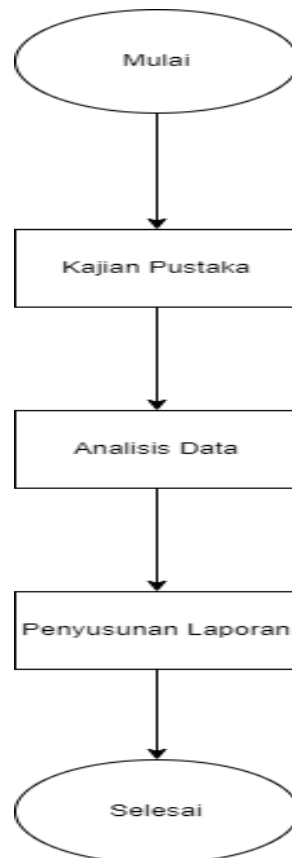 Mulai
Kajian Pustaka
Analisis Data
Penyusunan Laporan
Selesai